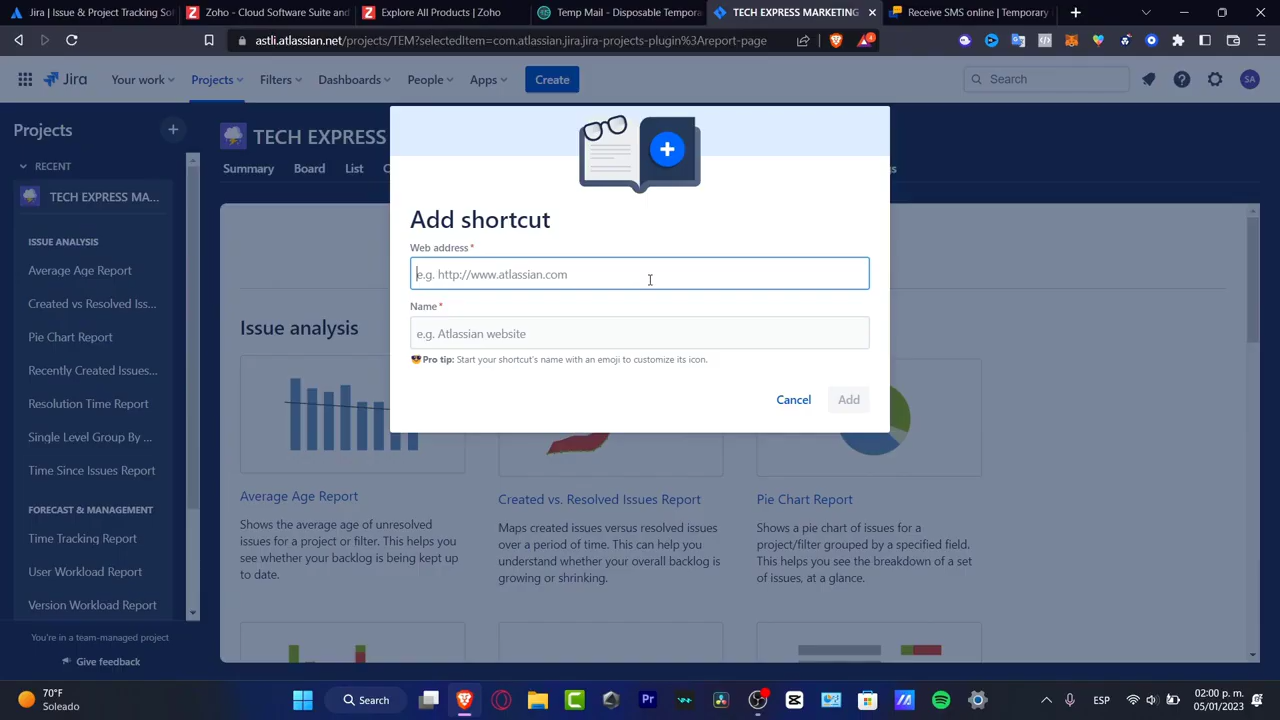 Issue and Project Tracking Sof
Zoho - Cloud Software Suite and
Explore All Products | Zoho
Temp Mail - Disposable Tempora
TECH EXPRESS MARKETING
Receive SMS online | Temporary
astli.atlassian.net/projects/TEM?selectedItem=com.atlassian.jira.jira-projects-plugin%3Areport-page
4
Jira
Your work
Projects
Filters
Dashboards
People
Apps
Create
Search
SA
Projects
RECENT
TECH EXPRESS MA...
ISSUE ANALYSIS
Average Age Report
Created vs Resolved Iss...
Pie Chart Report
Recently Created Issues...
Resolution Time Report
Single Level Group By ...
Time Since Issues Report
FORECAST & MANAGEMENT
Time Tracking Report
User Workload Report
Version Workload Report
You're in a team-managed project
Give feedback
TECH EXPRESS
Summary
Board
List
Add shortcut
Web address *
e.g. http://www.atlassian.com
Name *
e.g. Atlassian website
Pro tip: Start your shortcut's name with an emoji to customize its icon.
Cancel
Add
Issue analysis
Average Age Report
Shows the average age of unresolved
issues for a project or filter. This helps you
see whether your backlog is being kept up
to date.
Created vs. Resolved Issues Report
Maps created issues versus resolved issues
over a period of time. This can help you
understand whether your overall backlog is
growing or shrinking.
Pie Chart Report
Shows a pie chart of issues for a
project/filter grouped by a specified field.
This helps you see the breakdown of a set
of issues, at a glance.
70°F
Soleado
Search
Pr
ESP
02:00 p. m.
05/01/2023